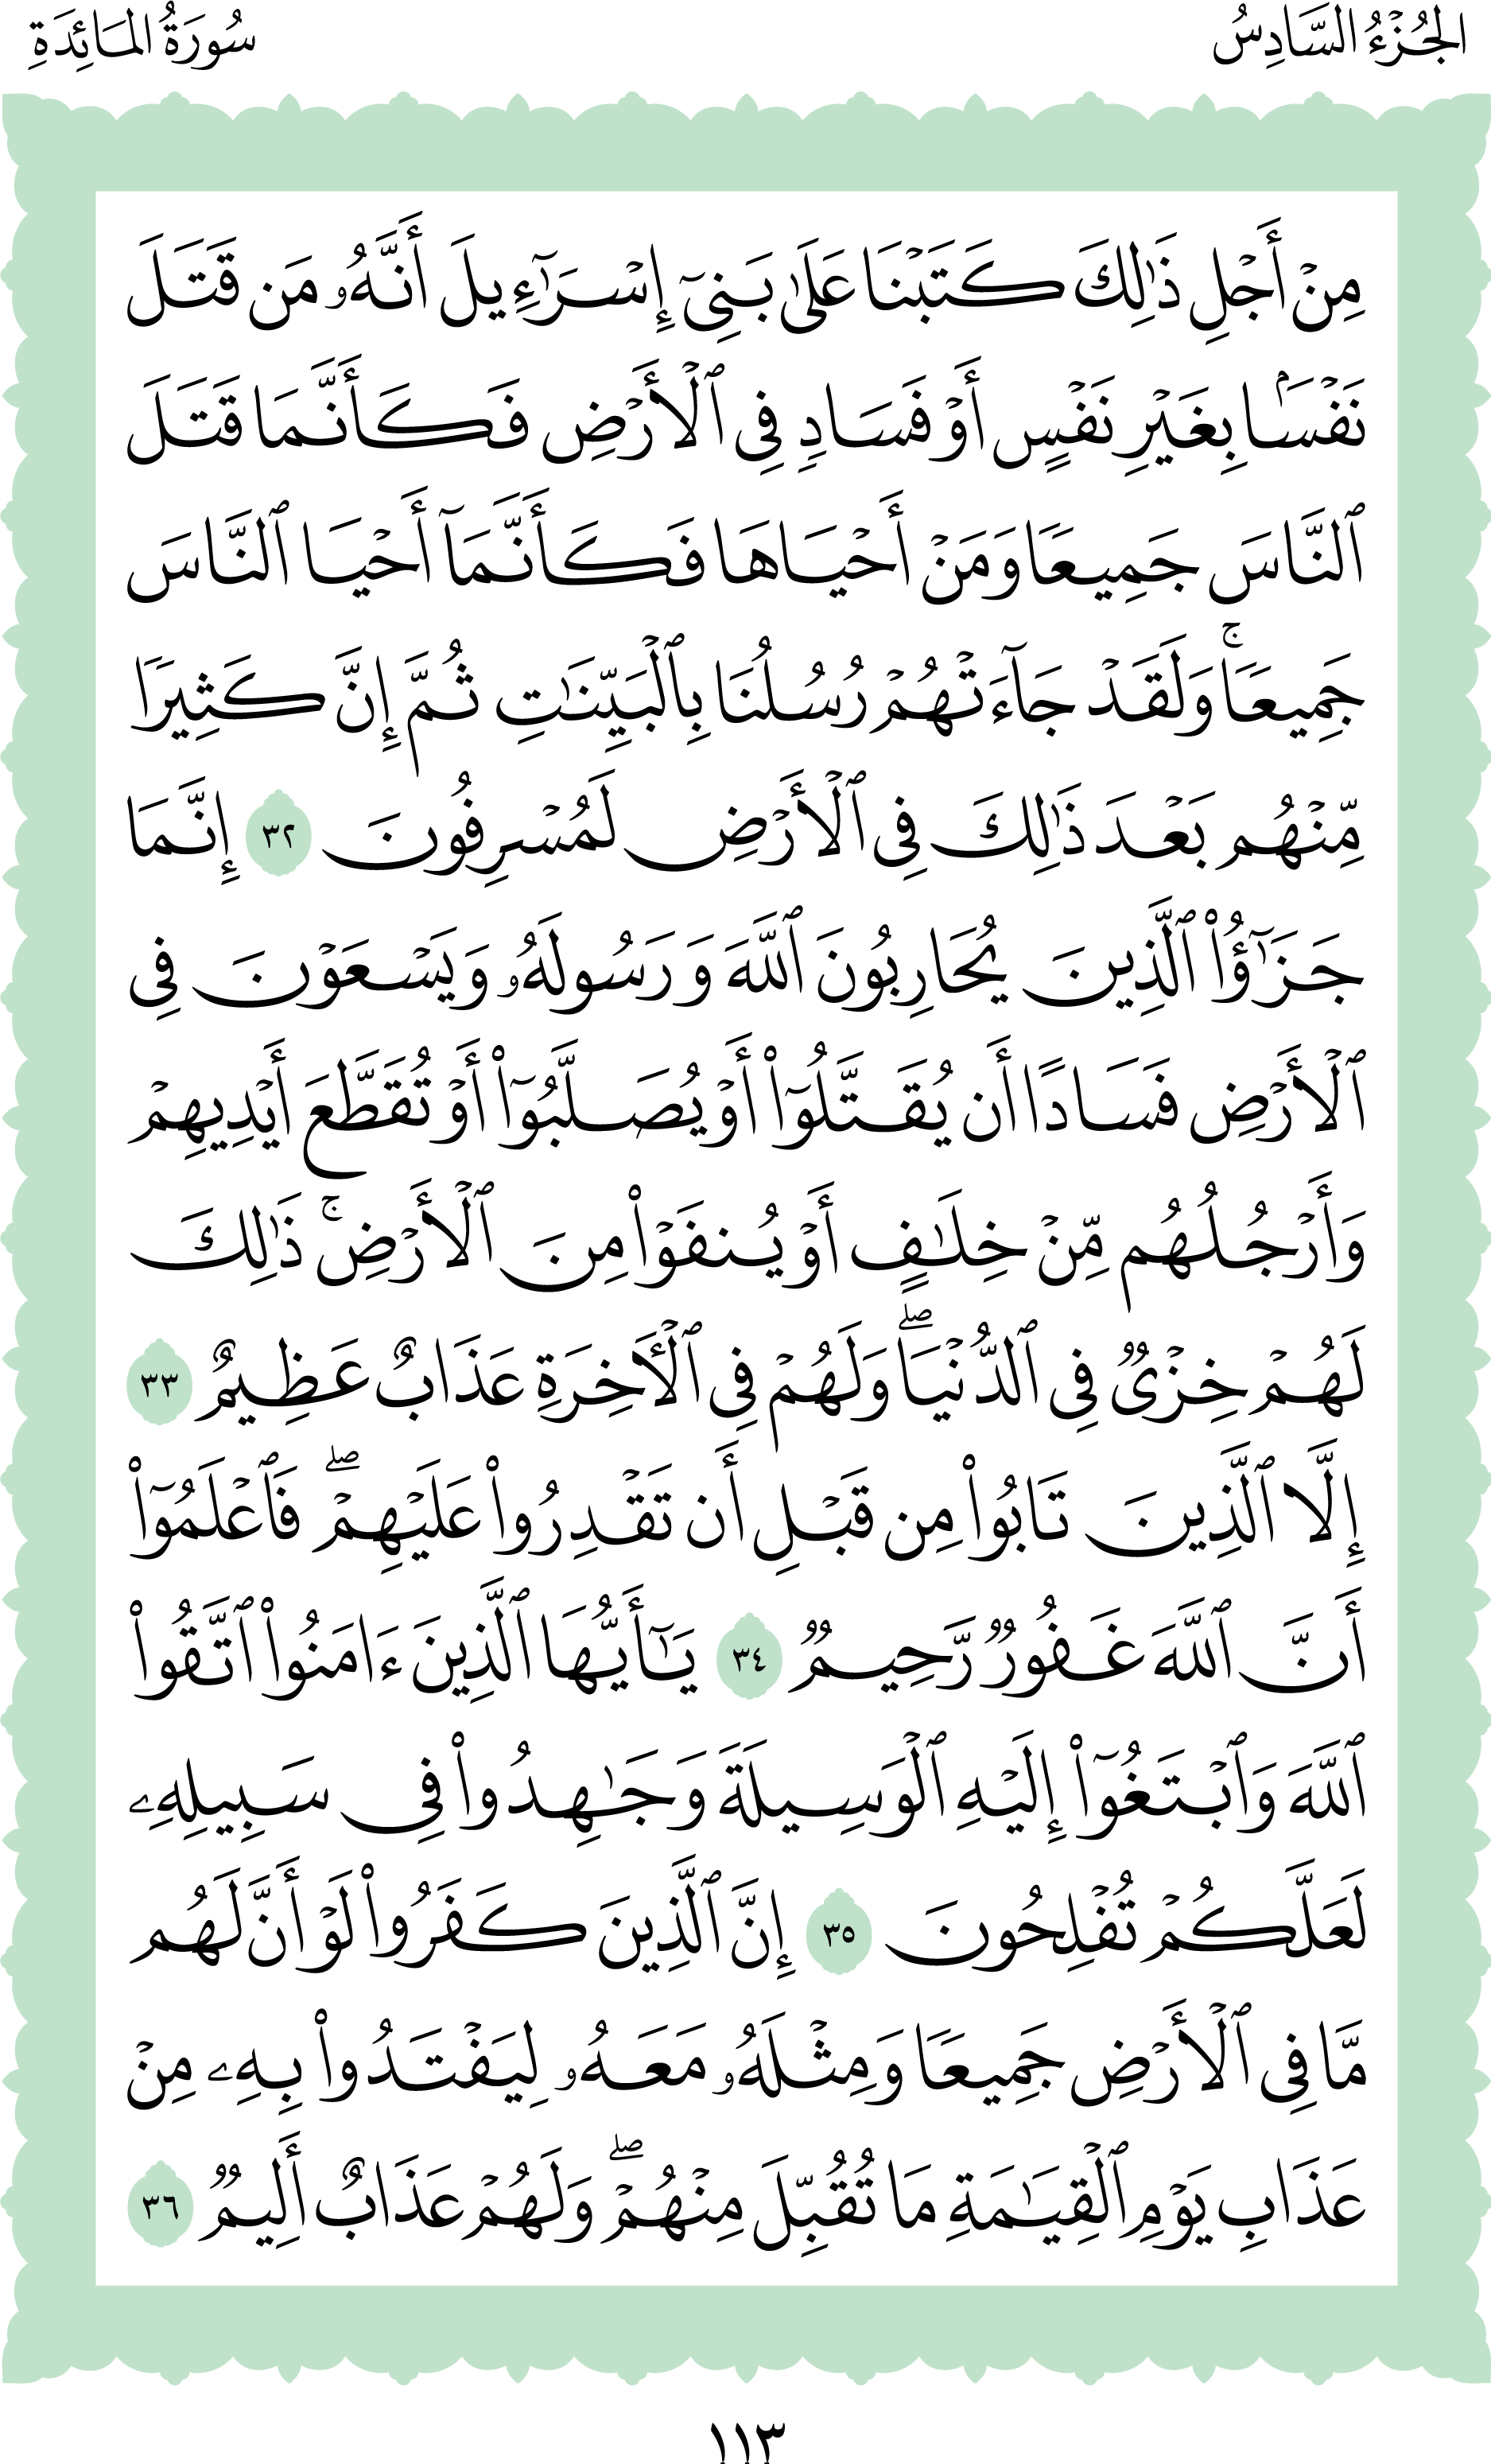 الجُزْءُ السَّادِسُ
سُورَةُ المَائِدَةِ
مِنۡ أَجۡلِ ذَٰلِكَ كَتَبۡنَا عَلَىٰ بَنِيٓ إِسۡرَٰٓءِيلَ أَنَّهُۥ مَن قَتَلَ
نَفۡسَۢا بِغَيۡرِ نَفۡسٍ أَوۡ فَسَادٖ فِي ٱلۡأَرۡضِ فَكَأَنَّمَا قَتَلَ
ٱلنَّاسَ جَمِيعٗا وَمَنۡ أَحۡيَاهَا فَكَأَنَّمَآ أَحۡيَا ٱلنَّاسَ
جَمِيعٗاۚ وَلَقَدۡ جَآءَتۡهُمۡ رُسُلُنَا بِٱلۡبَيِّنَٰتِ ثُمَّ إِنَّ كَثِيرٗا
مِّنۡهُم بَعۡدَ ذَٰلِكَ فِي ٱلۡأَرۡضِ لَمُسۡرِفُونَ ٣٢ إِنَّمَا
جَزَٰٓؤُاْ ٱلَّذِينَ يُحَارِبُونَ ٱللَّهَ وَرَسُولَهُۥ وَيَسۡعَوۡنَ فِي
ٱلۡأَرۡضِ فَسَادًا أَن يُقَتَّلُوٓاْ أَوۡ يُصَلَّبُوٓاْ أَوۡ تُقَطَّعَ أَيۡدِيهِمۡ
وَأَرۡجُلُهُم مِّنۡ خِلَٰفٍ أَوۡ يُنفَوۡاْ مِنَ ٱلۡأَرۡضِۚ ذَٰلِكَ
لَهُمۡ خِزۡيٞ فِي ٱلدُّنۡيَاۖ وَلَهُمۡ فِي ٱلۡأٓخِرَةِ عَذَابٌ عَظِيمٌ ٣٣
إِلَّا ٱلَّذِينَ تَابُواْ مِن قَبۡلِ أَن تَقۡدِرُواْ عَلَيۡهِمۡۖ فَٱعۡلَمُوٓاْ
أَنَّ ٱللَّهَ غَفُورٞ رَّحِيمٞ ٣٤ يَٰٓأَيُّهَا ٱلَّذِينَ ءَامَنُواْ ٱتَّقُواْ
ٱللَّهَ وَٱبۡتَغُوٓاْ إِلَيۡهِ ٱلۡوَسِيلَةَ وَجَٰهِدُواْ فِي سَبِيلِهِۦ
لَعَلَّكُمۡ تُفۡلِحُونَ ٣٥ إِنَّ ٱلَّذِينَ كَفَرُواْ لَوۡ أَنَّ لَهُم
مَّا فِي ٱلۡأَرۡضِ جَمِيعٗا وَمِثۡلَهُۥ مَعَهُۥ لِيَفۡتَدُواْ بِهِۦ مِنۡ
عَذَابِ يَوۡمِ ٱلۡقِيَٰمَةِ مَا تُقُبِّلَ مِنۡهُمۡۖ وَلَهُمۡ عَذَابٌ أَلِيمٞ ٣٦
١١٣